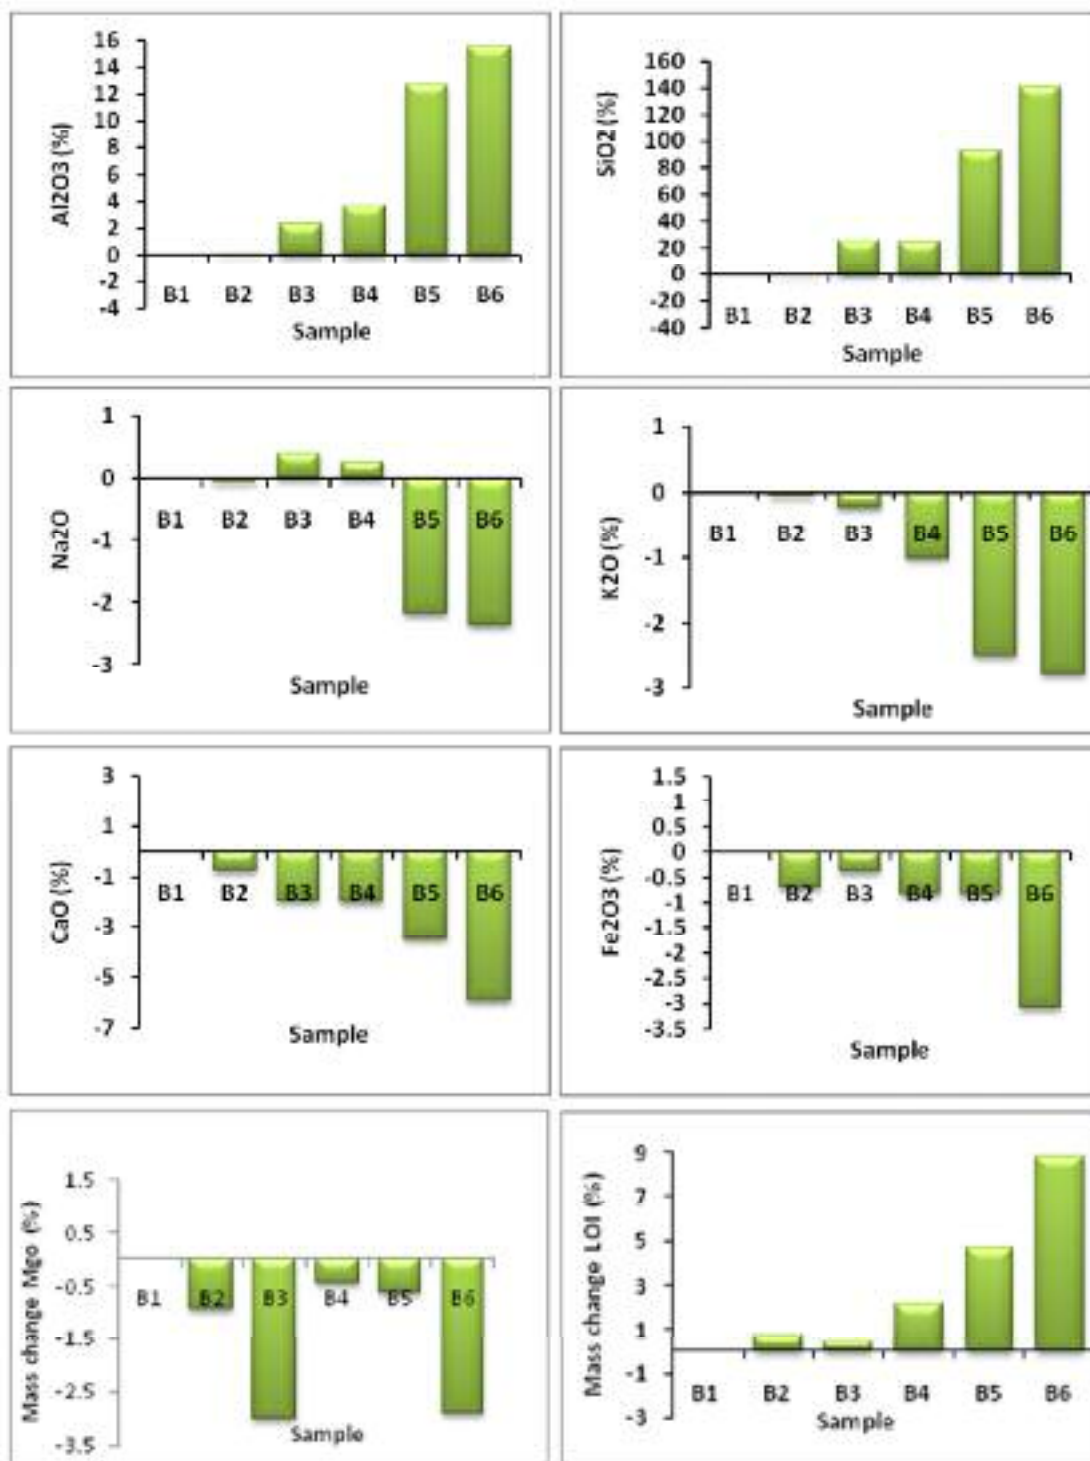 16
14
12
10
8
6
4
2
0
-2
-4
Al2O3 (%)
B1 B2 B3 B4 B5 B6
Sample
160
140
120
100
80
60
40
20
0
-20
-40
SiO2 (%)
B1 B2 B3 B4 B5 B6
Sample
1
0
-1
-2
-3
Na2O
B1 B2 B3 B4 B5 B6
Sample
1
0
-1
-2
-3
K2O (%)
B1 B2 B3 B4 B5 B6
Sample
3
1
-1
-3
-5
-7
CaO (%)
B1 B2 B3 B4 B5 B6
Sample
1.5
1
0.5
0
-0.5
-1
-1.5
-2
-2.5
-3
-3.5
Fe2O3 (%)
B1 B2 B3 B4 B5 B6
Sample
1.5
0.5
-0.5
-1.5
-2.5
-3.5
Mass change Mgo (%)
B1 B2 B3 B4 B5 B6
Sample
9
7
5
3
1
-1
-3
Mass change LOI (%)
B1 B2 B3 B4 B5 B6
Sample